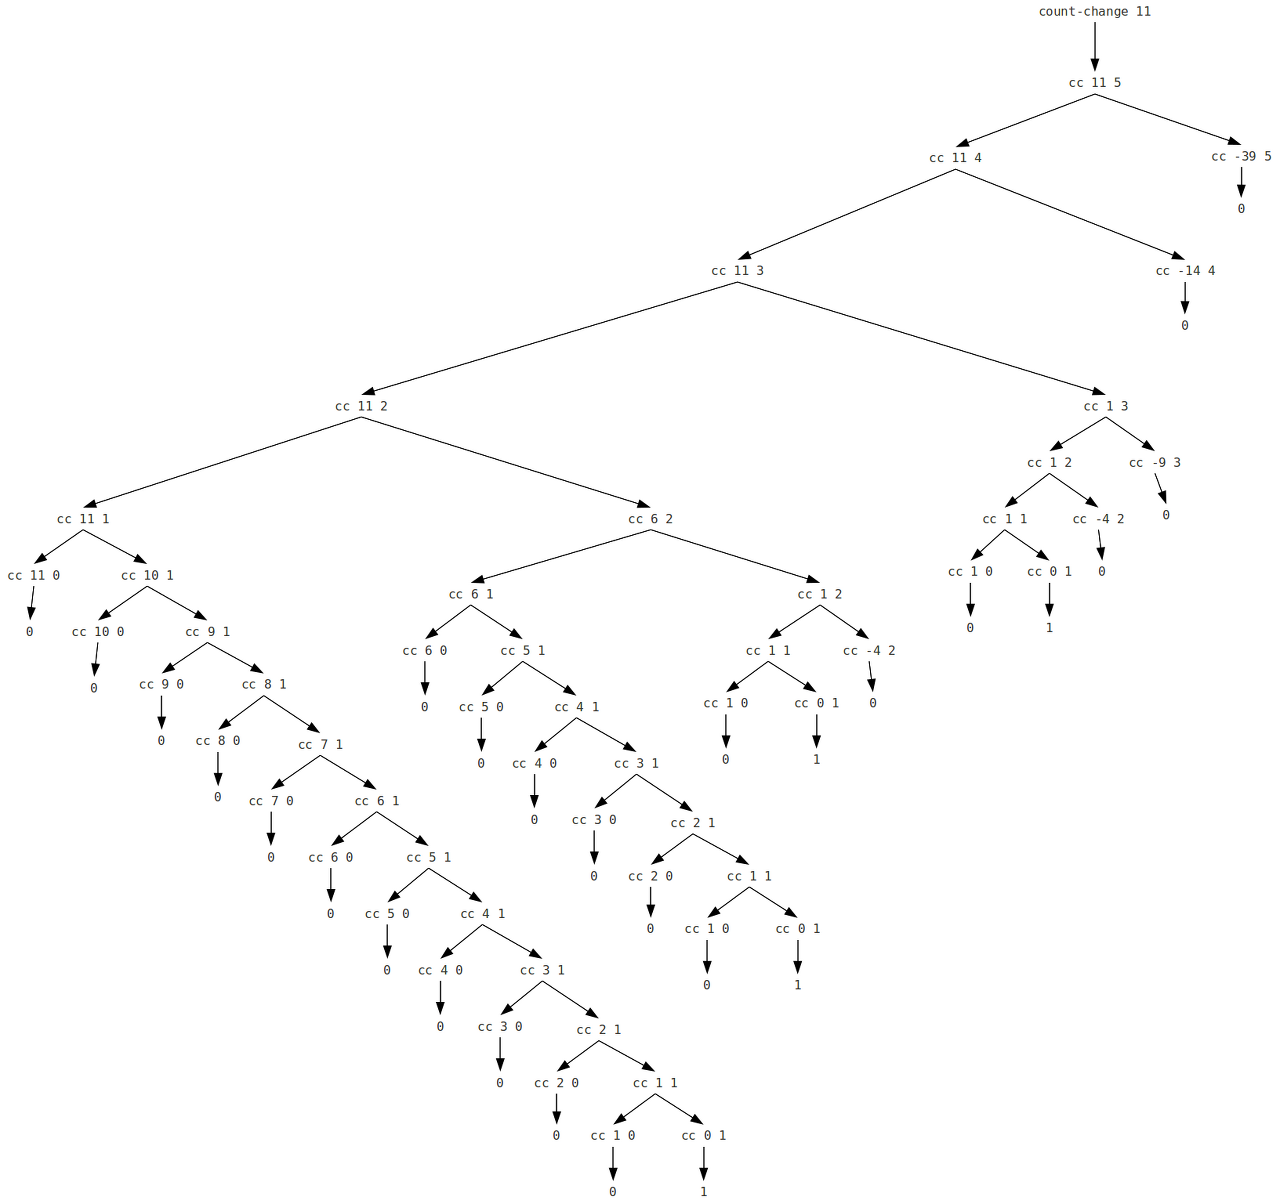 count-change 11
cc 11 5
cc 11 4
cc -39 5
0
cc 11 3
cc -14 4
0
cc 11 2
cc 1 3
cc 1 2
cc -9 3
cc 11 1
cc 6 2
cc 1 1
cc -4 2
0
cc 11 0
cc 10 1
cc 1 0
cc 0 1
0
cc 6 1
cc 1 2
0
cc 10 0
cc 9 1
0
1
cc 6 0
cc 5 1
cc 1 1
cc -4 2
0
cc 9 0
cc 8 1
0
cc 5 0
cc 4 1
cc 1 0
cc 0 1
0
0
cc 8 0
cc 7 1
0
cc 4 0
cc 3 1
0
1
0
cc 7 0
cc 6 1
0
cc 3 0
cc 2 1
0
cc 6 0
cc 5 1
0
cc 2 0
cc 1 1
0
cc 5 0
cc 4 1
0
cc 1 0
cc 0 1
0
cc 4 0
cc 3 1
0
1
0
cc 3 0
cc 2 1
0
cc 2 0
cc 1 1
0
cc 1 0
cc 0 1
0
1